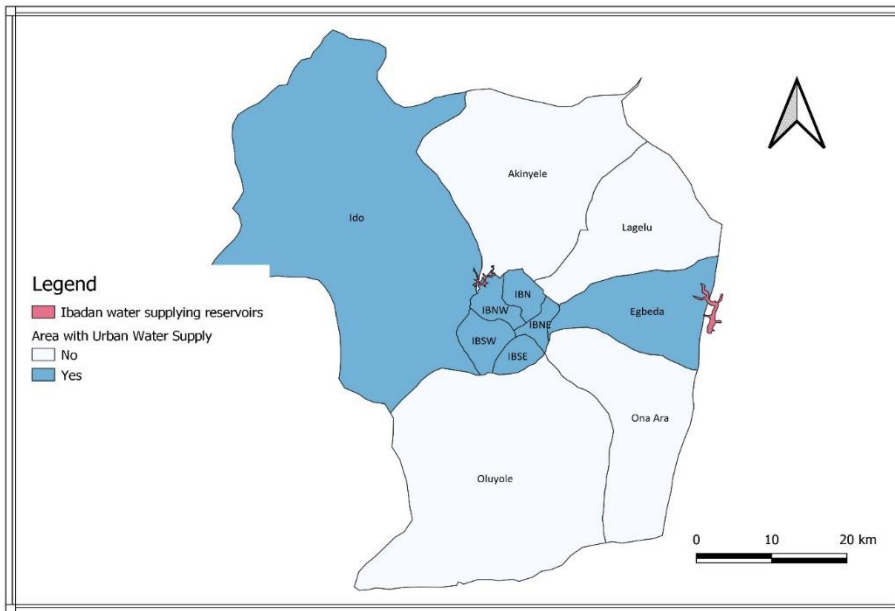 Akinyele
Ido
Lagelu
Legend
Ibadan water supplying reservoirs
Area with Urban Water Supply
No
Yes
IBN
IBNW
IBNE
IBSW
IBSE
Egbeda
Ona Ara
Oluyole
0 10 20 km